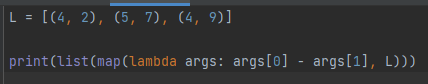 L = [(4, 2), (5, 7), (4, 9)]
print(list(map(lambda args: args[0] - args[1], L)))